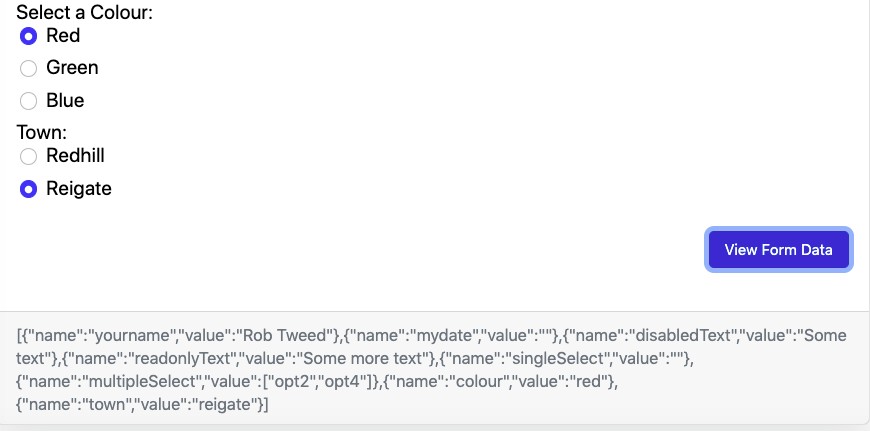 Select a Colour:
Red
Green
Blue
Town:
Redhill
Reigate
View Form Data
[{"name":"yourname","value":"Rob Tweed"},{"name":"mydate","value":""},{"name":"disabledText","value":"Some
text"},{"name":"readonlyText","value":"Some more text"},{"name":"singleSelect","value":""},
{"name":"multipleSelect","value":["opt2","opt4"]},{"name":"colour","value":"red"},
{"name":"town","value":"reigate"}]